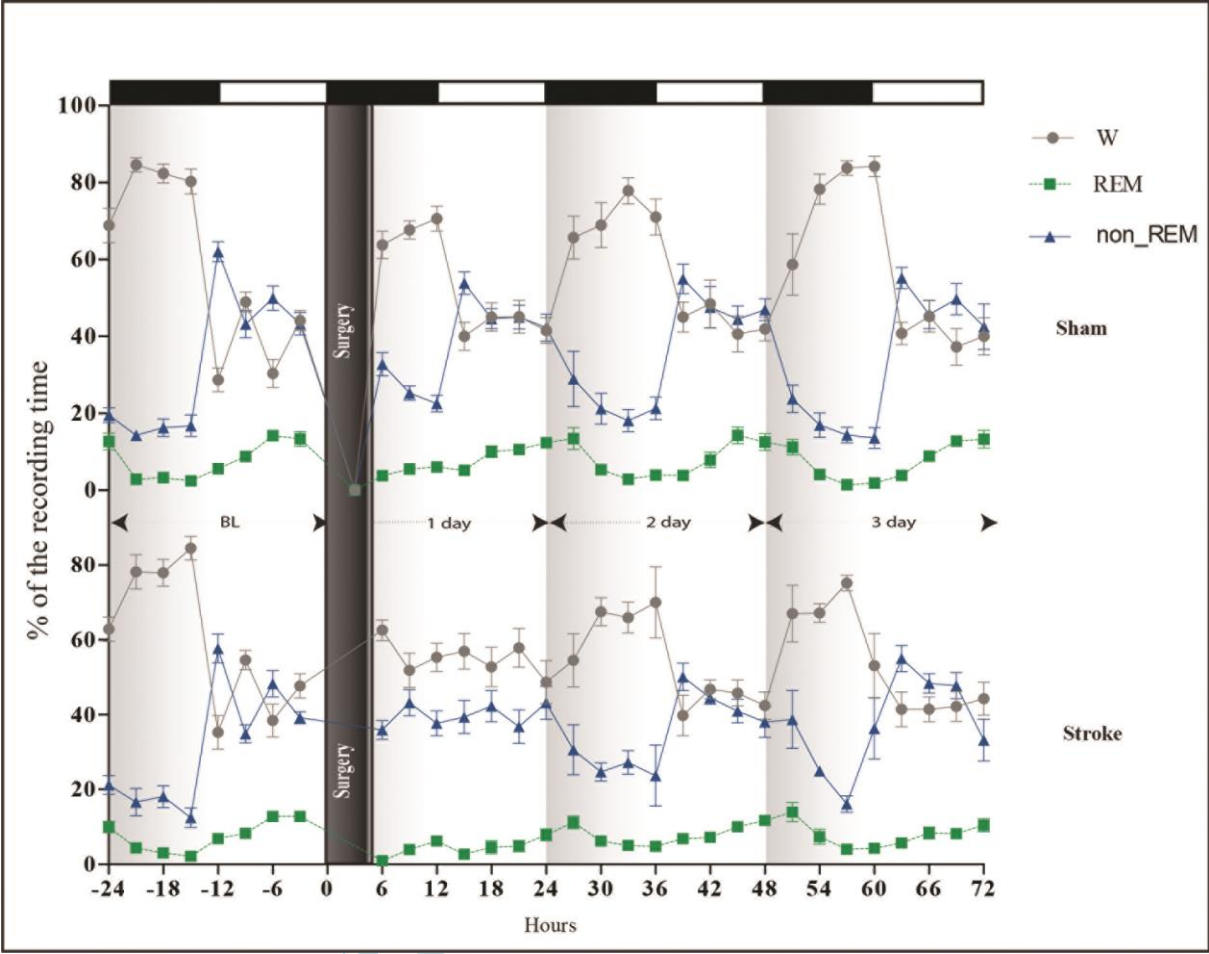 100
80
60
40
20
0
Surgery
W
REM
non_REM
Sham
BL
1 day
2 day
3 day
% of the recording time
80
60
40
20
0
Surgery
Stroke
-24 -18 -12 -6 0 6 12 18 24 30 36 42 48 54 60 66 72
Hours